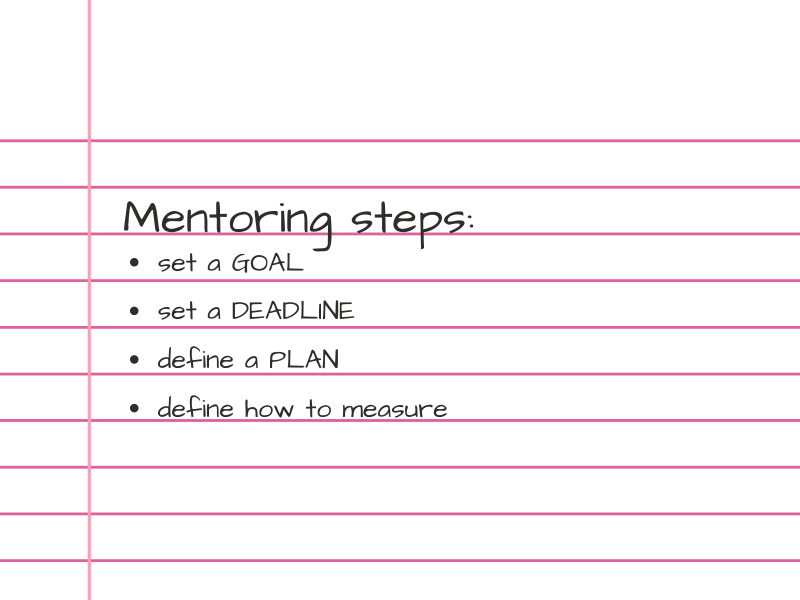 Mentoring steps:
• set a GOAL
• set a DEADLINE
• define a PLAN
• define how to measure